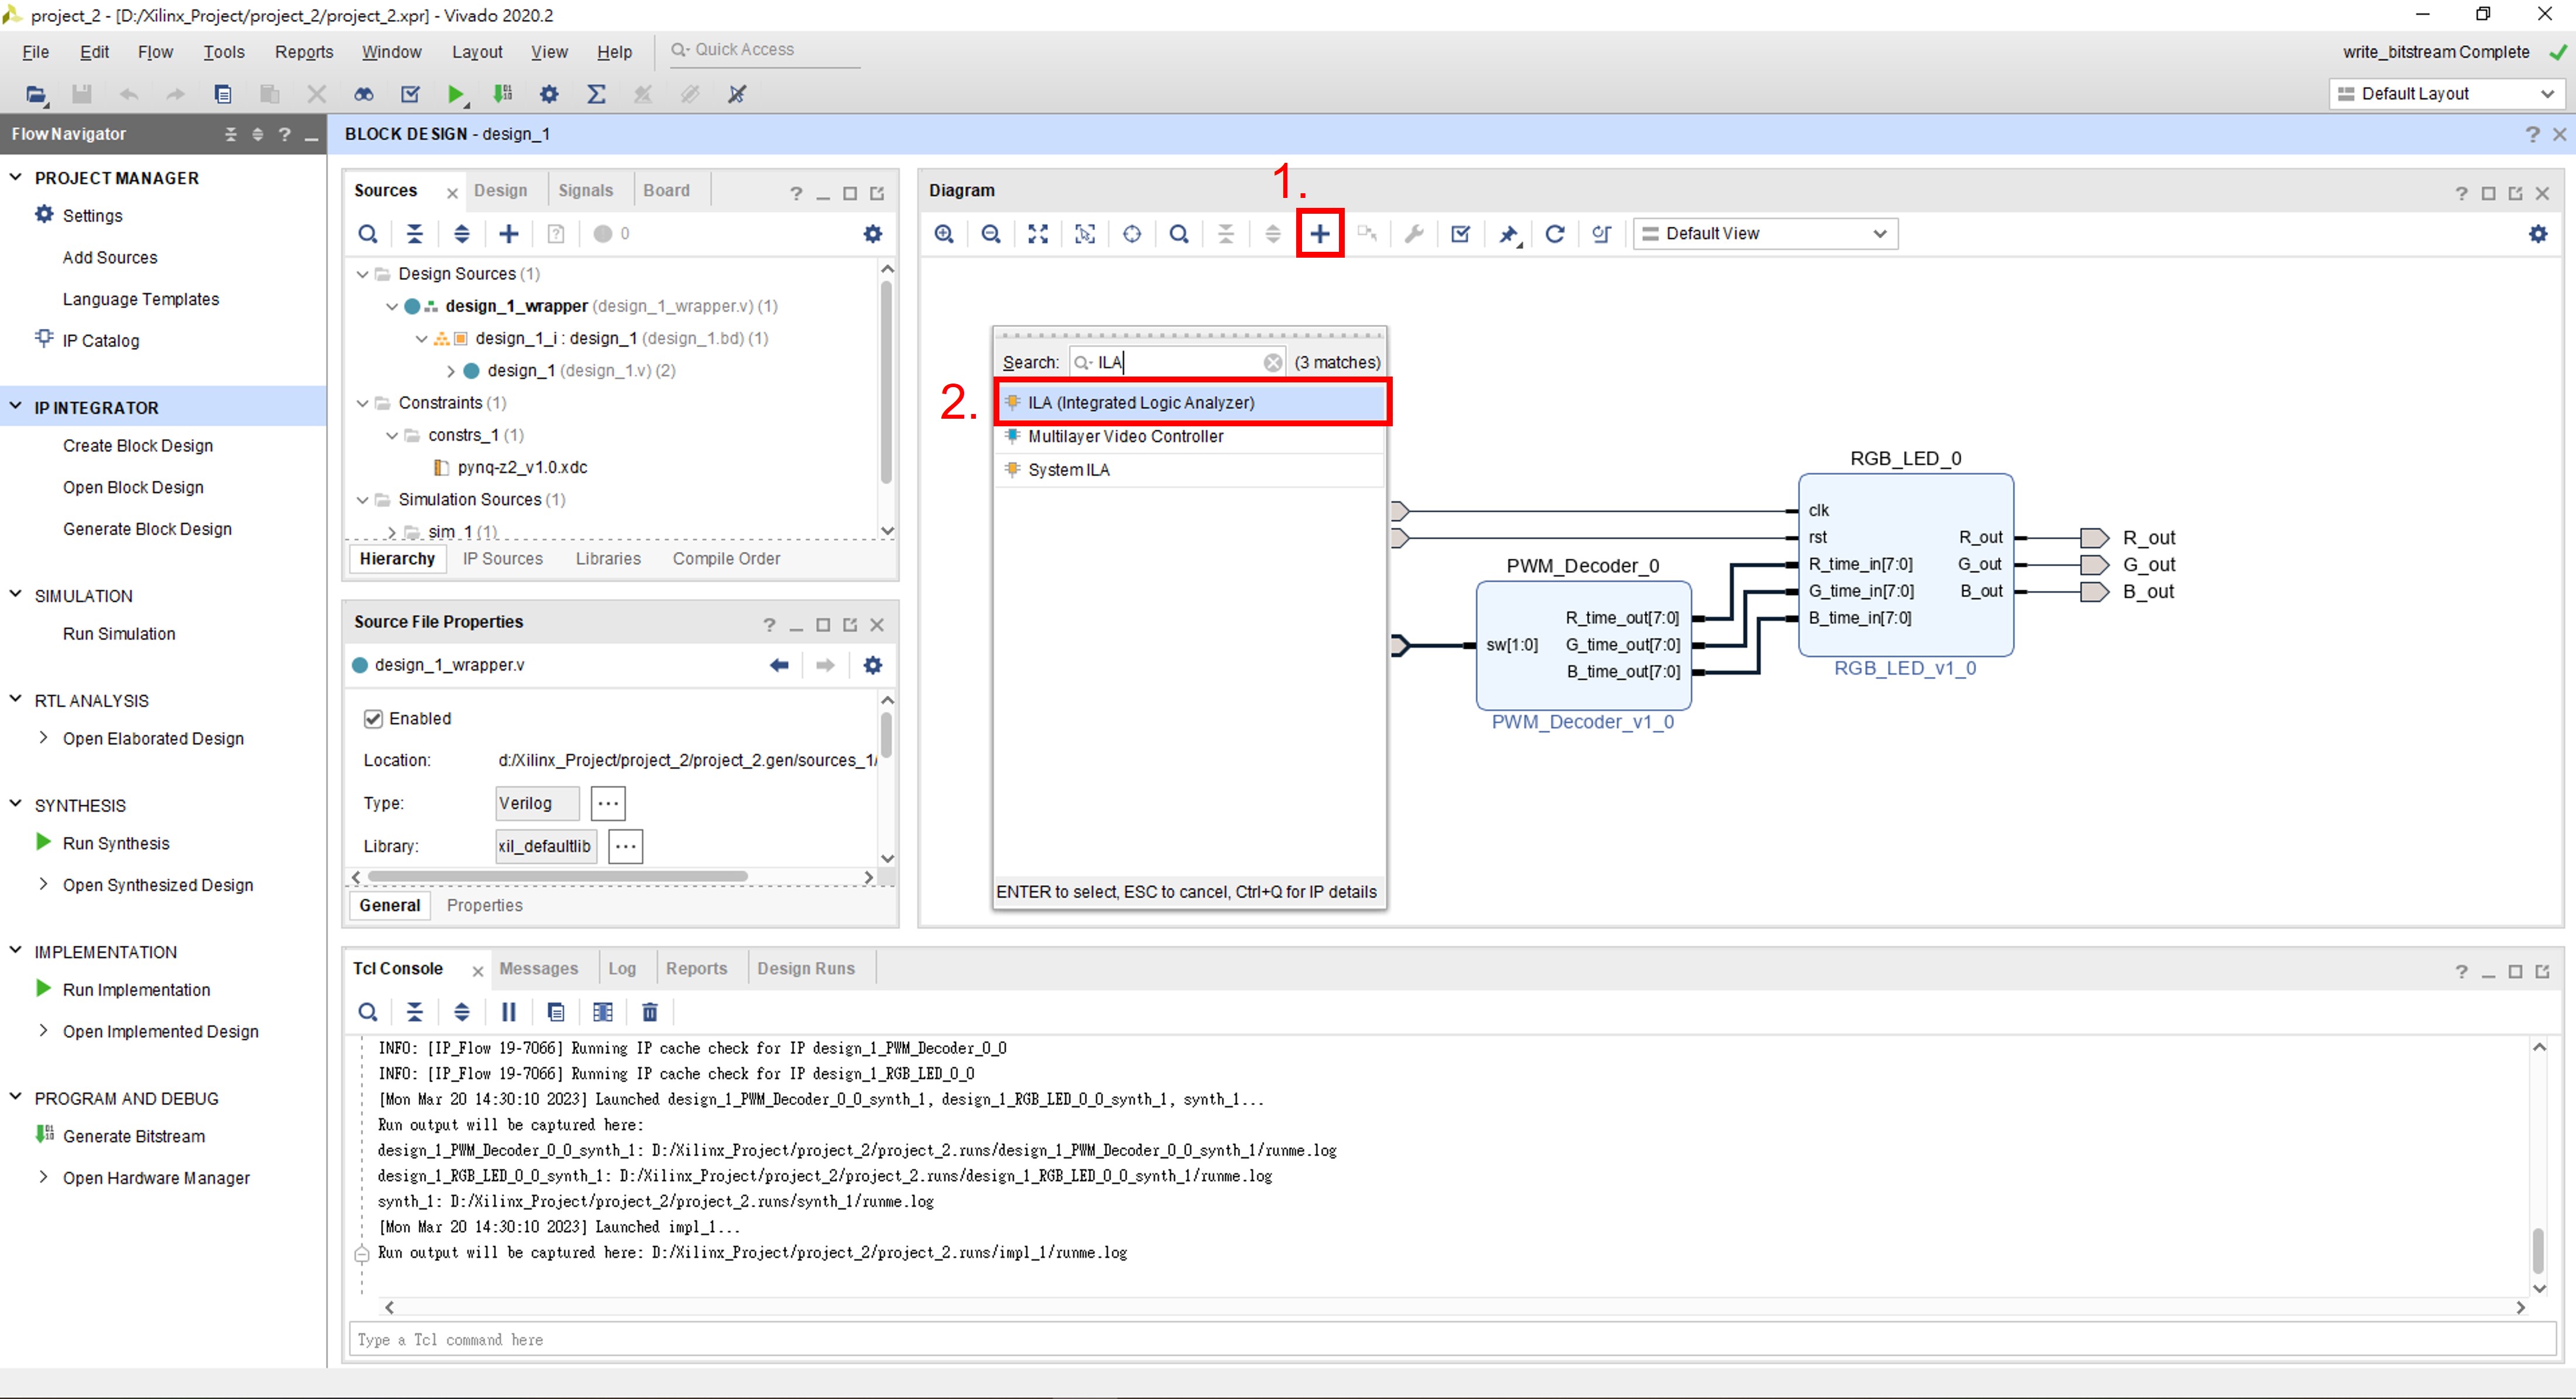 project_2 - [D:/Xilinx_Project/project_2/project_2.xpr] - Vivado 2020.2
File Edit Flow Tools Reports Window Layout View Help Quick Access
write_bitstream Complete
Default Layout
Flow Navigator
PROJECT MANAGER
Settings
Add Sources
Language Templates
IP Catalog
IP INTEGRATOR
Create Block Design
Open Block Design
Generate Block Design
SIMULATION
Run Simulation
RTL ANALYSIS
Open Elaborated Design
SYNTHESIS
Run Synthesis
Open Synthesized Design
IMPLEMENTATION
Run Implementation
Open Implemented Design
PROGRAM AND DEBUG
Generate Bitstream
Open Hardware Manager
BLOCK DESIGN - design_1
Sources Design Signals Board
0
Design Sources (1)
design_1_wrapper (design_1_wrapper.v) (1)
design_1_i : design_1 (design_1.bd) (1)
design_1 (design_1.v) (2)
Constraints (1)
constrs_1 (1)
pynq-z2_v1.0.xdc
Simulation Sources (1)
sim_1 (1)
Hierarchy IP Sources Libraries Compile Order
Source File Properties
design_1_wrapper.v
Enabled
Location: d:/Xilinx_Project/project_2/project_2.gen/sources_1/
Type: Verilog ...
Library: xil_defaultlib ...
General Properties
Diagram
1.
Default View
Search: ILA (3 matches)
2.
ILA (Integrated Logic Analyzer)
Multilayer Video Controller
System ILA
ENTER to select, ESC to cancel, Ctrl+Q for IP details
PWM_Decoder_0
sw[1:0]
R_time_out[7:0]
G_time_out[7:0]
B_time_out[7:0]
PWM_Decoder_v1_0
RGB_LED_0
clk
rst
R_time_in[7:0]
G_time_in[7:0]
B_time_in[7:0]
R_out
G_out
B_out
RGB_LED_v1_0
R_out
G_out
B_out
Tcl Console Messages Log Reports Design Runs
INFO: [IP_Flow 19-7066] Running IP cache check for IP design_1_PWM_Decoder_0_0
INFO: [IP_Flow 19-7066] Running IP cache check for IP design_1_RGB_LED_0_0
[Mon Mar 20 14:30:10 2023] Launched design_1_PWM_Decoder_0_0_synth_1, design_1_RGB_LED_0_0_synth_1, synth_1...
Run output will be captured here:
design_1_PWM_Decoder_0_0_synth_1: D:/Xilinx_Project/project_2/project_2.runs/design_1_PWM_Decoder_0_0_synth_1/runme.log
design_1_RGB_LED_0_0_synth_1: D:/Xilinx_Project/project_2/project_2.runs/design_1_RGB_LED_0_0_synth_1/runme.log
synth_1: D:/Xilinx_Project/project_2/project_2.runs/synth_1/runme.log
[Mon Mar 20 14:30:10 2023] Launched impl_1...
Run output will be captured here: D:/Xilinx_Project/project_2/project_2.runs/impl_1/runme.log
Type a Tcl command here